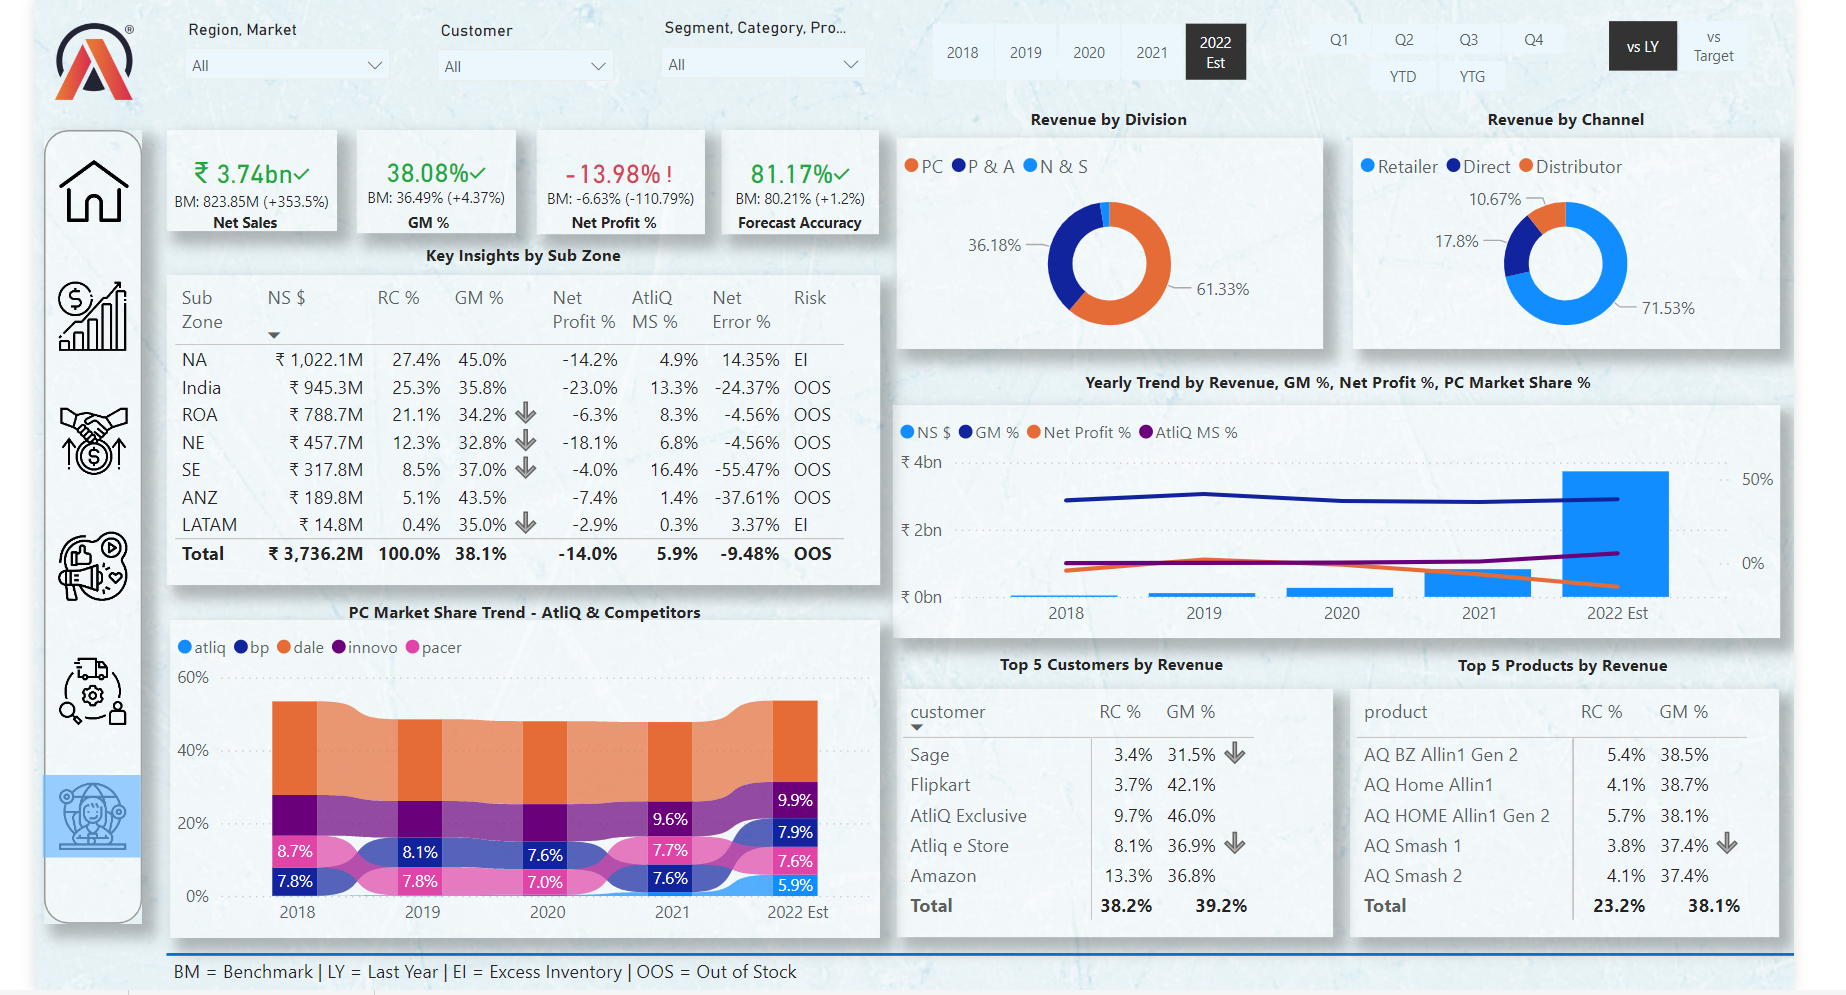 ®
Region, Market
All
Customer
All
Segment, Category, Pro...
All
2018 2019 2020 2021 2022 Est
Q1 Q2 Q3 Q4
YTD YTG
vs LY
vs Target
₹ 3.74bn
BM: 823.85M (+353.5%)
Net Sales
38.08%
BM: 36.49% (+4.37%)
GM %
-13.98% !
BM: -6.63% (-110.79%)
Net Profit %
81.17%
BM: 80.21% (+1.2%)
Forecast Accuracy
Revenue by Division
PC P & A N & S
36.18%
61.33%
Revenue by Channel
Retailer Direct Distributor
10.67%
17.8%
71.53%
Key Insights by Sub Zone
Sub Zone NS $ RC % GM % Net Profit % AtliQ MS % Net Error % Risk
NA ₹ 1,022.1M 27.4% 45.0% -14.2% 4.9% 14.35% EI
India ₹ 945.3M 25.3% 35.8% -23.0% 13.3% -24.37% OOS
ROA ₹ 788.7M 21.1% 34.2% -6.3% 8.3% -4.56% OOS
NE ₹ 457.7M 12.3% 32.8% -18.1% 6.8% -4.56% OOS
SE ₹ 317.8M 8.5% 37.0% -4.0% 16.4% -55.47% OOS
ANZ ₹ 189.8M 5.1% 43.5% -7.4% 1.4% -37.61% OOS
LATAM ₹ 14.8M 0.4% 35.0% -2.9% 0.3% 3.37% EI
Total ₹ 3,736.2M 100.0% 38.1% -14.0% 5.9% -9.48% OOS
Yearly Trend by Revenue, GM %, Net Profit %, PC Market Share %
NS $ GM % Net Profit % AtliQ MS %
₹ 4bn
50%
₹ 2bn
0%
₹ 0bn
2018 2019 2020 2021 2022 Est
PC Market Share Trend - AtliQ & Competitors
atliq bp dale innovo pacer
60%
40%
20%
0%
8.7%
7.8%
8.1%
7.8%
7.6%
7.0%
9.6%
7.7%
7.6%
9.9%
7.9%
7.6%
5.9%
2018 2019 2020 2021 2022 Est
Top 5 Customers by Revenue
customer RC % GM %
Sage 3.4% 31.5%
Flipkart 3.7% 42.1%
AtliQ Exclusive 9.7% 46.0%
Atliq e Store 8.1% 36.9%
Amazon 13.3% 36.8%
Total 38.2% 39.2%
Top 5 Products by Revenue
product RC % GM %
AQ BZ Allin1 Gen 2 5.4% 38.5%
AQ Home Allin1 4.1% 38.7%
AQ HOME Allin1 Gen 2 5.7% 38.1%
AQ Smash 1 3.8% 37.4%
AQ Smash 2 4.1% 37.4%
Total 23.2% 38.1%
BM = Benchmark | LY = Last Year | EI = Excess Inventory | OOS = Out of Stock